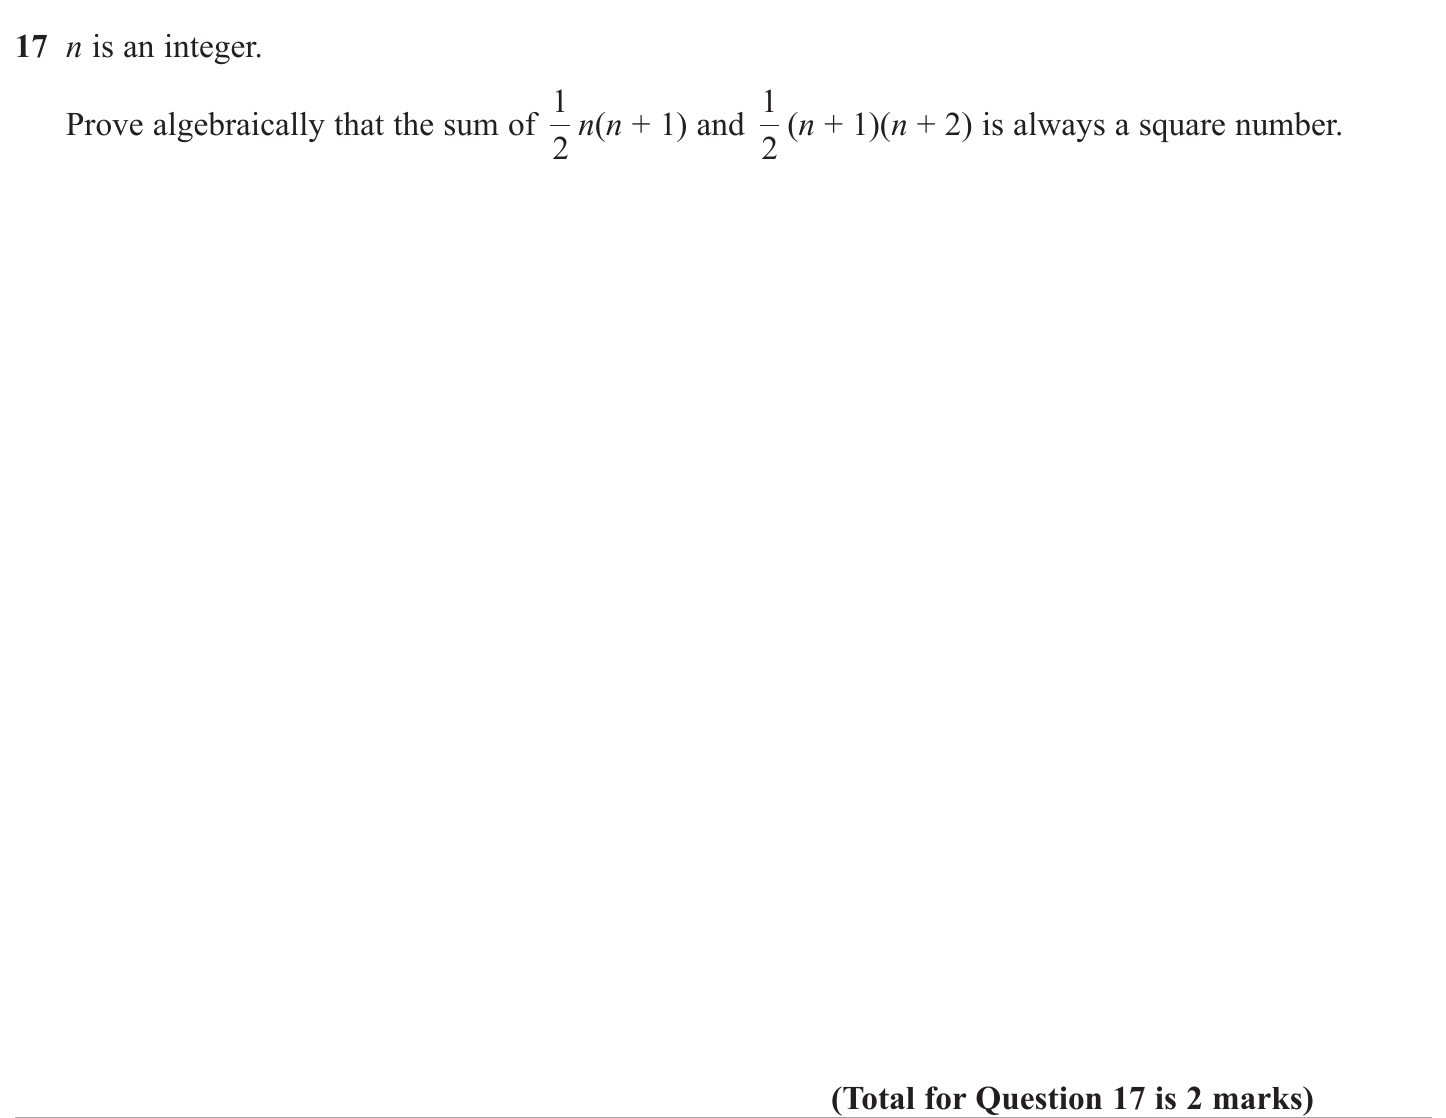 17 n is an integer.
Prove algebraically that the sum of \frac{1}{2} n(n + 1) and \frac{1}{2} (n + 1)(n + 2) is always a square number.
(Total for Question 17 is 2 marks)